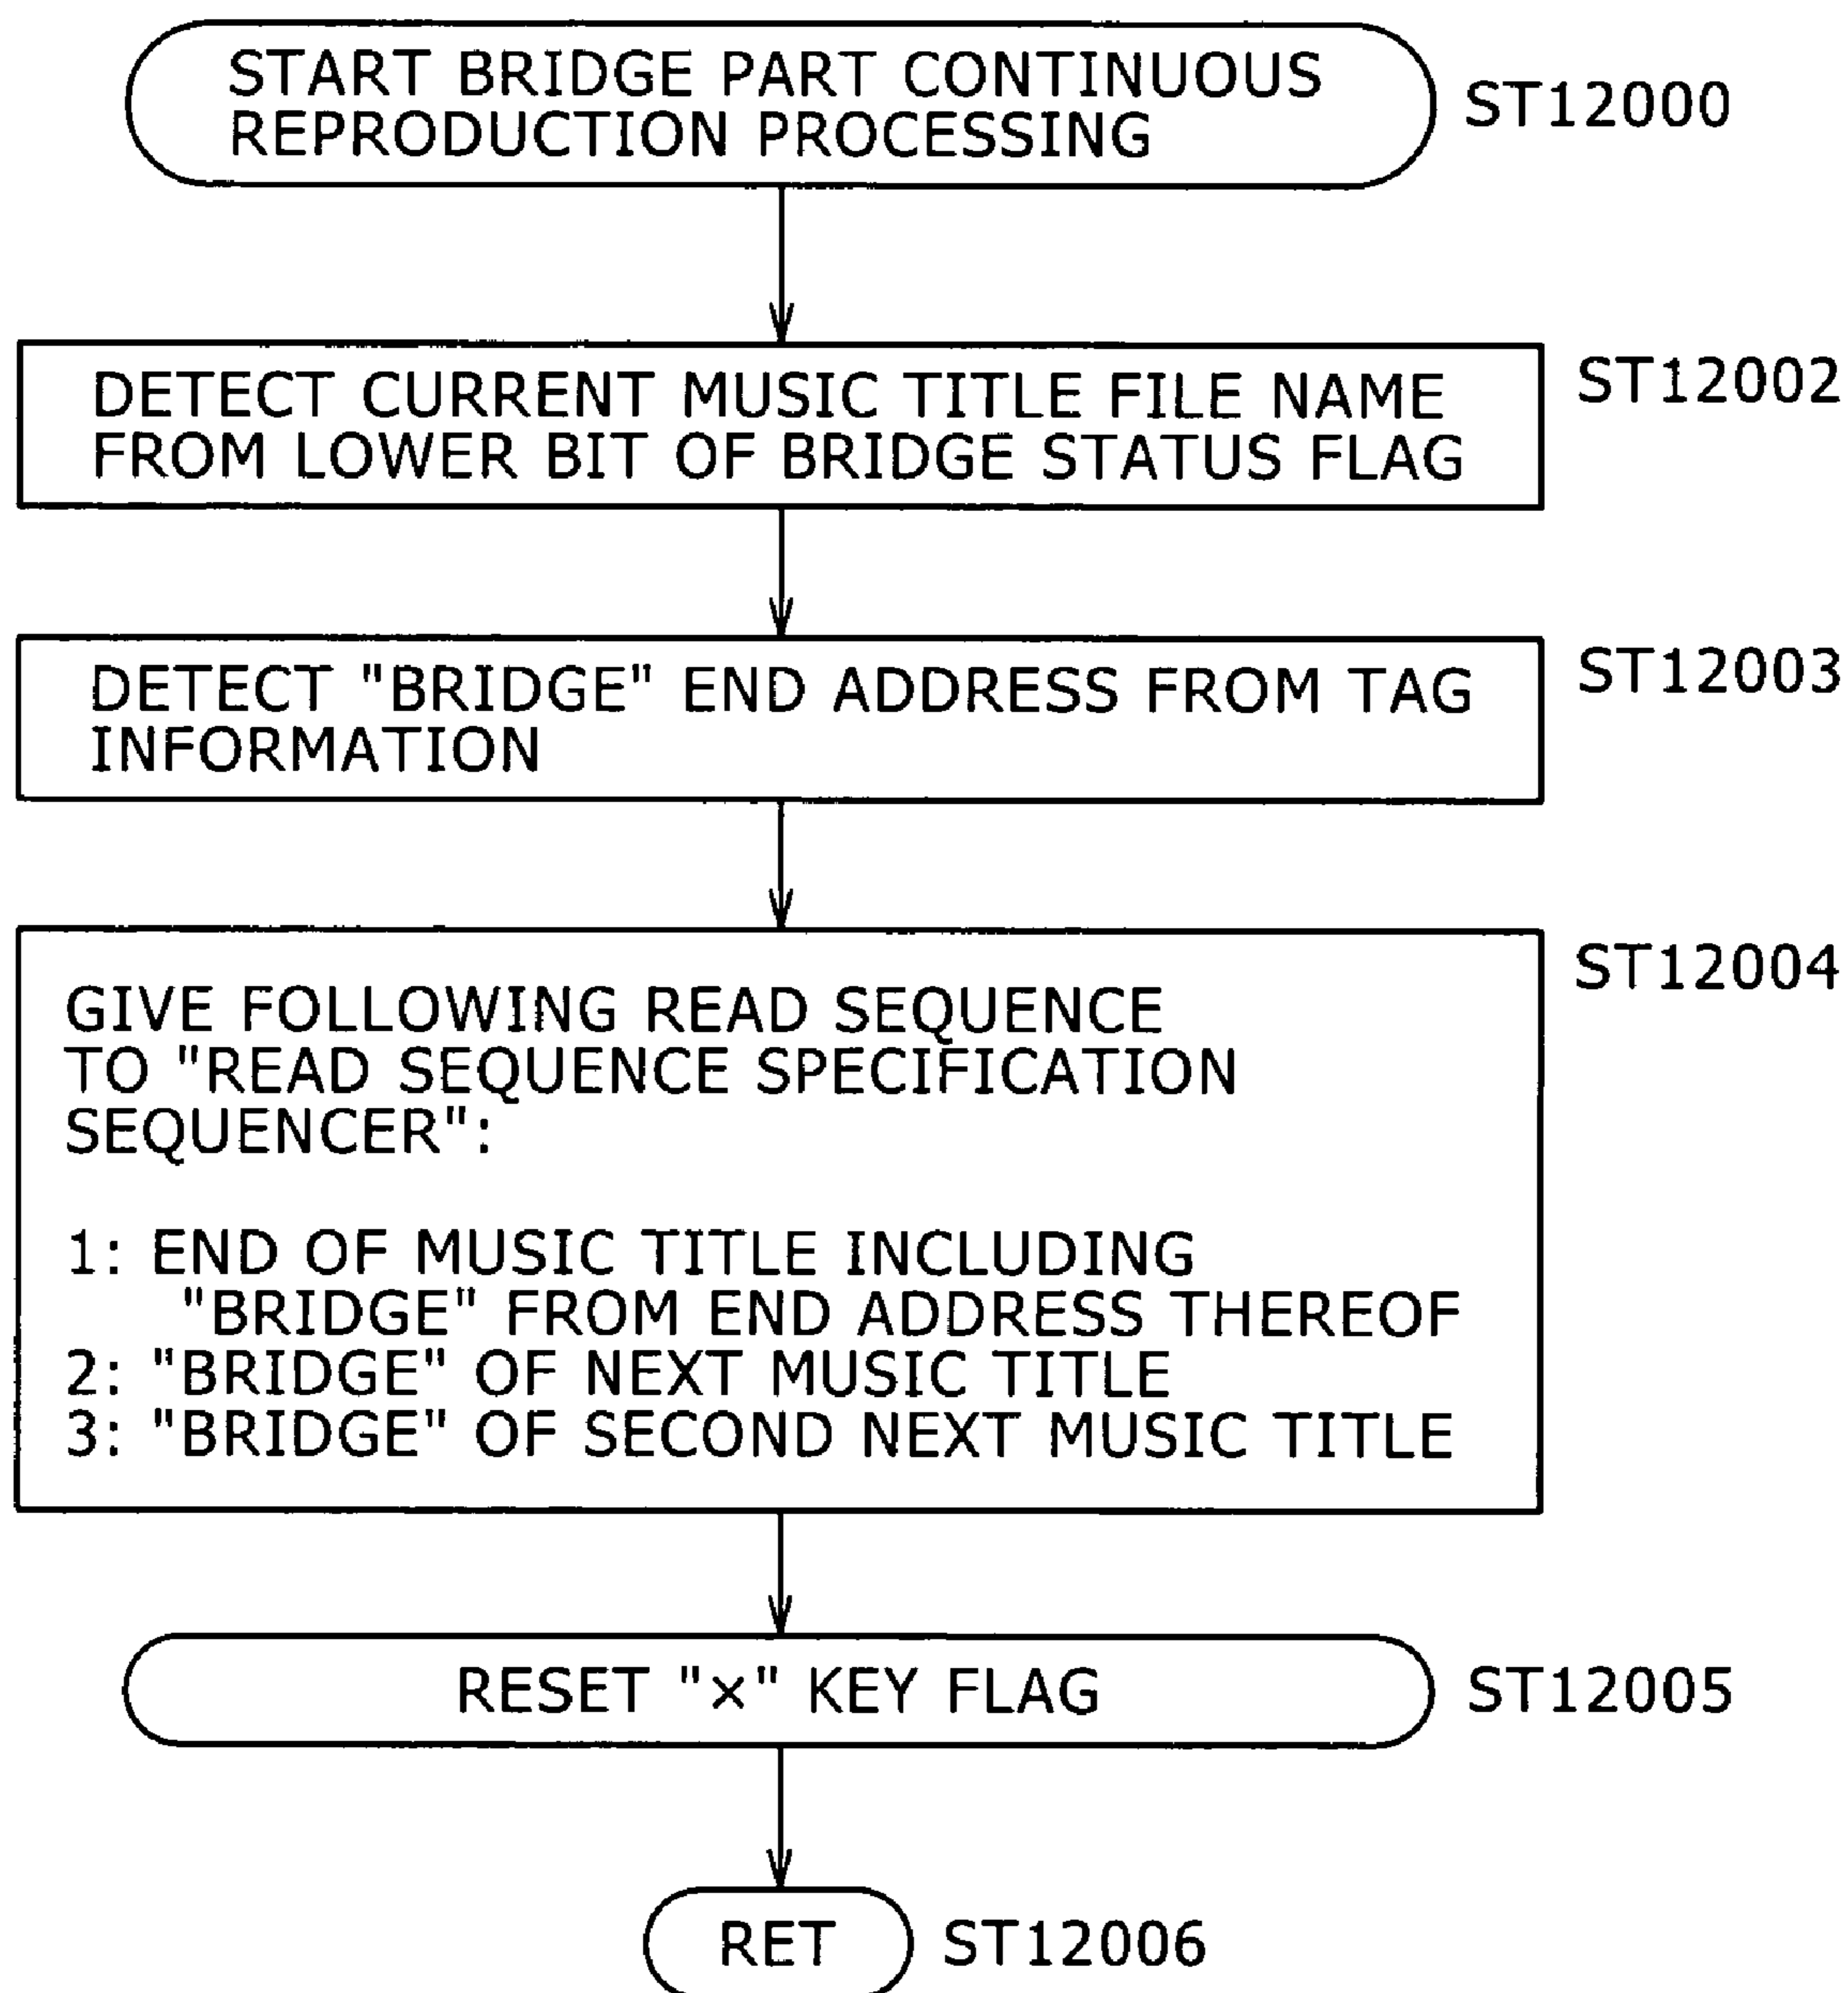 START BRIDGE PART CONTINUOUS
REPRODUCTION PROCESSING
ST12000
DETECT CURRENT MUSIC TITLE FILE NAME
FROM LOWER BIT OF BRIDGE STATUS FLAG
ST12002
DETECT "BRIDGE" END ADDRESS FROM TAG
INFORMATION
ST12003
GIVE FOLLOWING READ SEQUENCE
TO "READ SEQUENCE SPECIFICATION
SEQUENCER":
1: END OF MUSIC TITLE INCLUDING
"BRIDGE" FROM END ADDRESS THEREOF
2: "BRIDGE" OF NEXT MUSIC TITLE
3: "BRIDGE" OF SECOND NEXT MUSIC TITLE
ST12004
RESET "×" KEY FLAG
ST12005
RET
ST12006